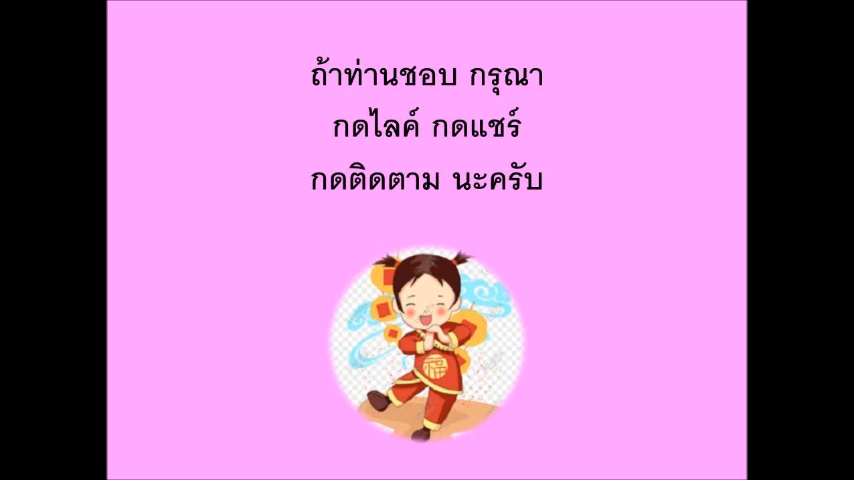 ถ้าท่านชอบ กรุณา
กดไลค์ กดแชร์
กดติดตาม นะครับ
福